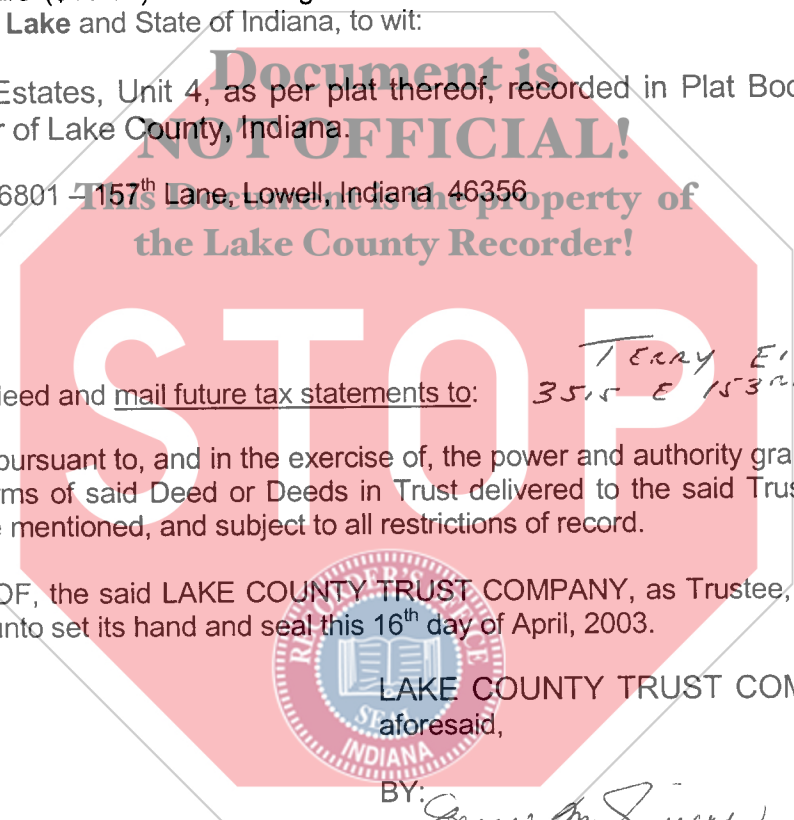 Lake and State of Indiana, to wit:
Document is
Estates, Unit 4, as per plat thereof, recorded in Plat Boo
r of Lake County, Indiana.
NOT OFFICIAL!
6801 – 157th Lane, Lowell, Indiana 46356
This Document is the property of
the Lake County Recorder!
STOP
TERRY
deed and mail future tax statements to: 3515 E 153rd
pursuant to, and in the exercise of, the power and authority gra
rms of said Deed or Deeds in Trust delivered to the said Trus
e mentioned, and subject to all restrictions of record.
OF, the said LAKE COUNTY TRUST COMPANY, as Trustee,
unto set its hand and seal this 16th day of April, 2003.
RECORDER'S OFFICE
LAKE COUNTY TRUST COM
SEAL
aforesaid,
INDIANA
BY: